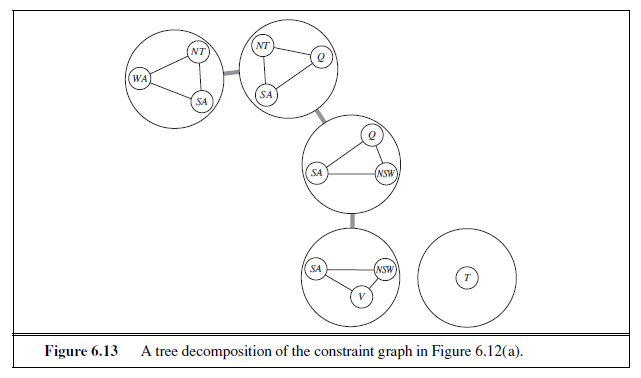 NT
WA
SA
NT
Q
SA
Q
SA
NSW
SA
NSW
V
T
Figure 6.13 A tree decomposition of the constraint graph in Figure 6.12(a).